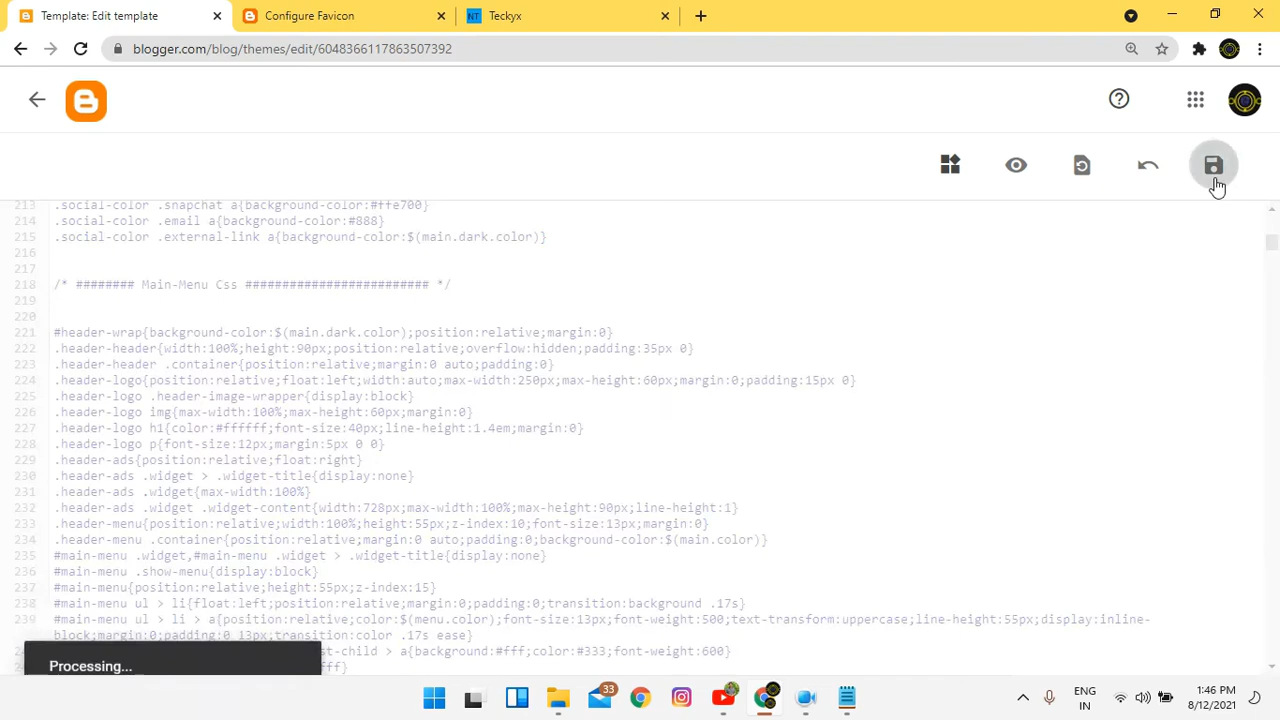 Template: Edit template
Configure Favicon
NT Teckyx
blogger.com/blog/themes/edit/6048366117863507392
213 .social-color .snapchat a{background-color:#ffe700}
214 .social-color .email a{background-color:#888}
215 .social-color .external-link a{background-color:$(main.dark.color)}
216
217
218 /* ######## Main-Menu Css ######################### */
219
220
221 #header-wrap{background-color:$(main.dark.color);position:relative;margin:0}
222 .header-header{width:100%;height:90px;position:relative;overflow:hidden;padding:35px 0}
223 .header-header .container{position:relative;margin:0 auto;padding:0}
224 .header-logo{position:relative;float:left;width:auto;max-width:250px;max-height:60px;margin:0;padding:15px 0}
225 .header-logo .header-image-wrapper{display:block}
226 .header-logo img{max-width:100%;max-height:60px;margin:0}
227 .header-logo h1{color:#ffffff;font-size:40px;line-height:1.4em;margin:0}
228 .header-logo p{font-size:12px;margin:5px 0 0}
229 .header-ads{position:relative;float:right}
230 .header-ads .widget > .widget-title{display:none}
231 .header-ads .widget{max-width:100%}
232 .header-ads .widget .widget-content{width:728px;max-width:100%;max-height:90px;line-height:1}
233 .header-menu{position:relative;width:100%;height:55px;z-index:10;font-size:13px;margin:0}
234 .header-menu .container{position:relative;margin:0 auto;padding:0;background-color:$(main.color)}
235 #main-menu .widget,#main-menu .widget > .widget-title{display:none}
236 #main-menu .show-menu{display:block}
237 #main-menu{position:relative;height:55px;z-index:15}
238 #main-menu ul > li{float:left;position:relative;margin:0;padding:0;transition:background .17s}
239 #main-menu ul > li > a{position:relative;color:$(menu.color);font-size:13px;font-weight:500;text-transform:uppercase;line-height:55px;display:inline-
block;margin:0;padding:0 13px;transition:color .17s ease}
st-child > a{background:#fff;color:#333;font-weight:600}
fff}
Processing...
33
ENG
IN
1:46 PM
8/12/2021